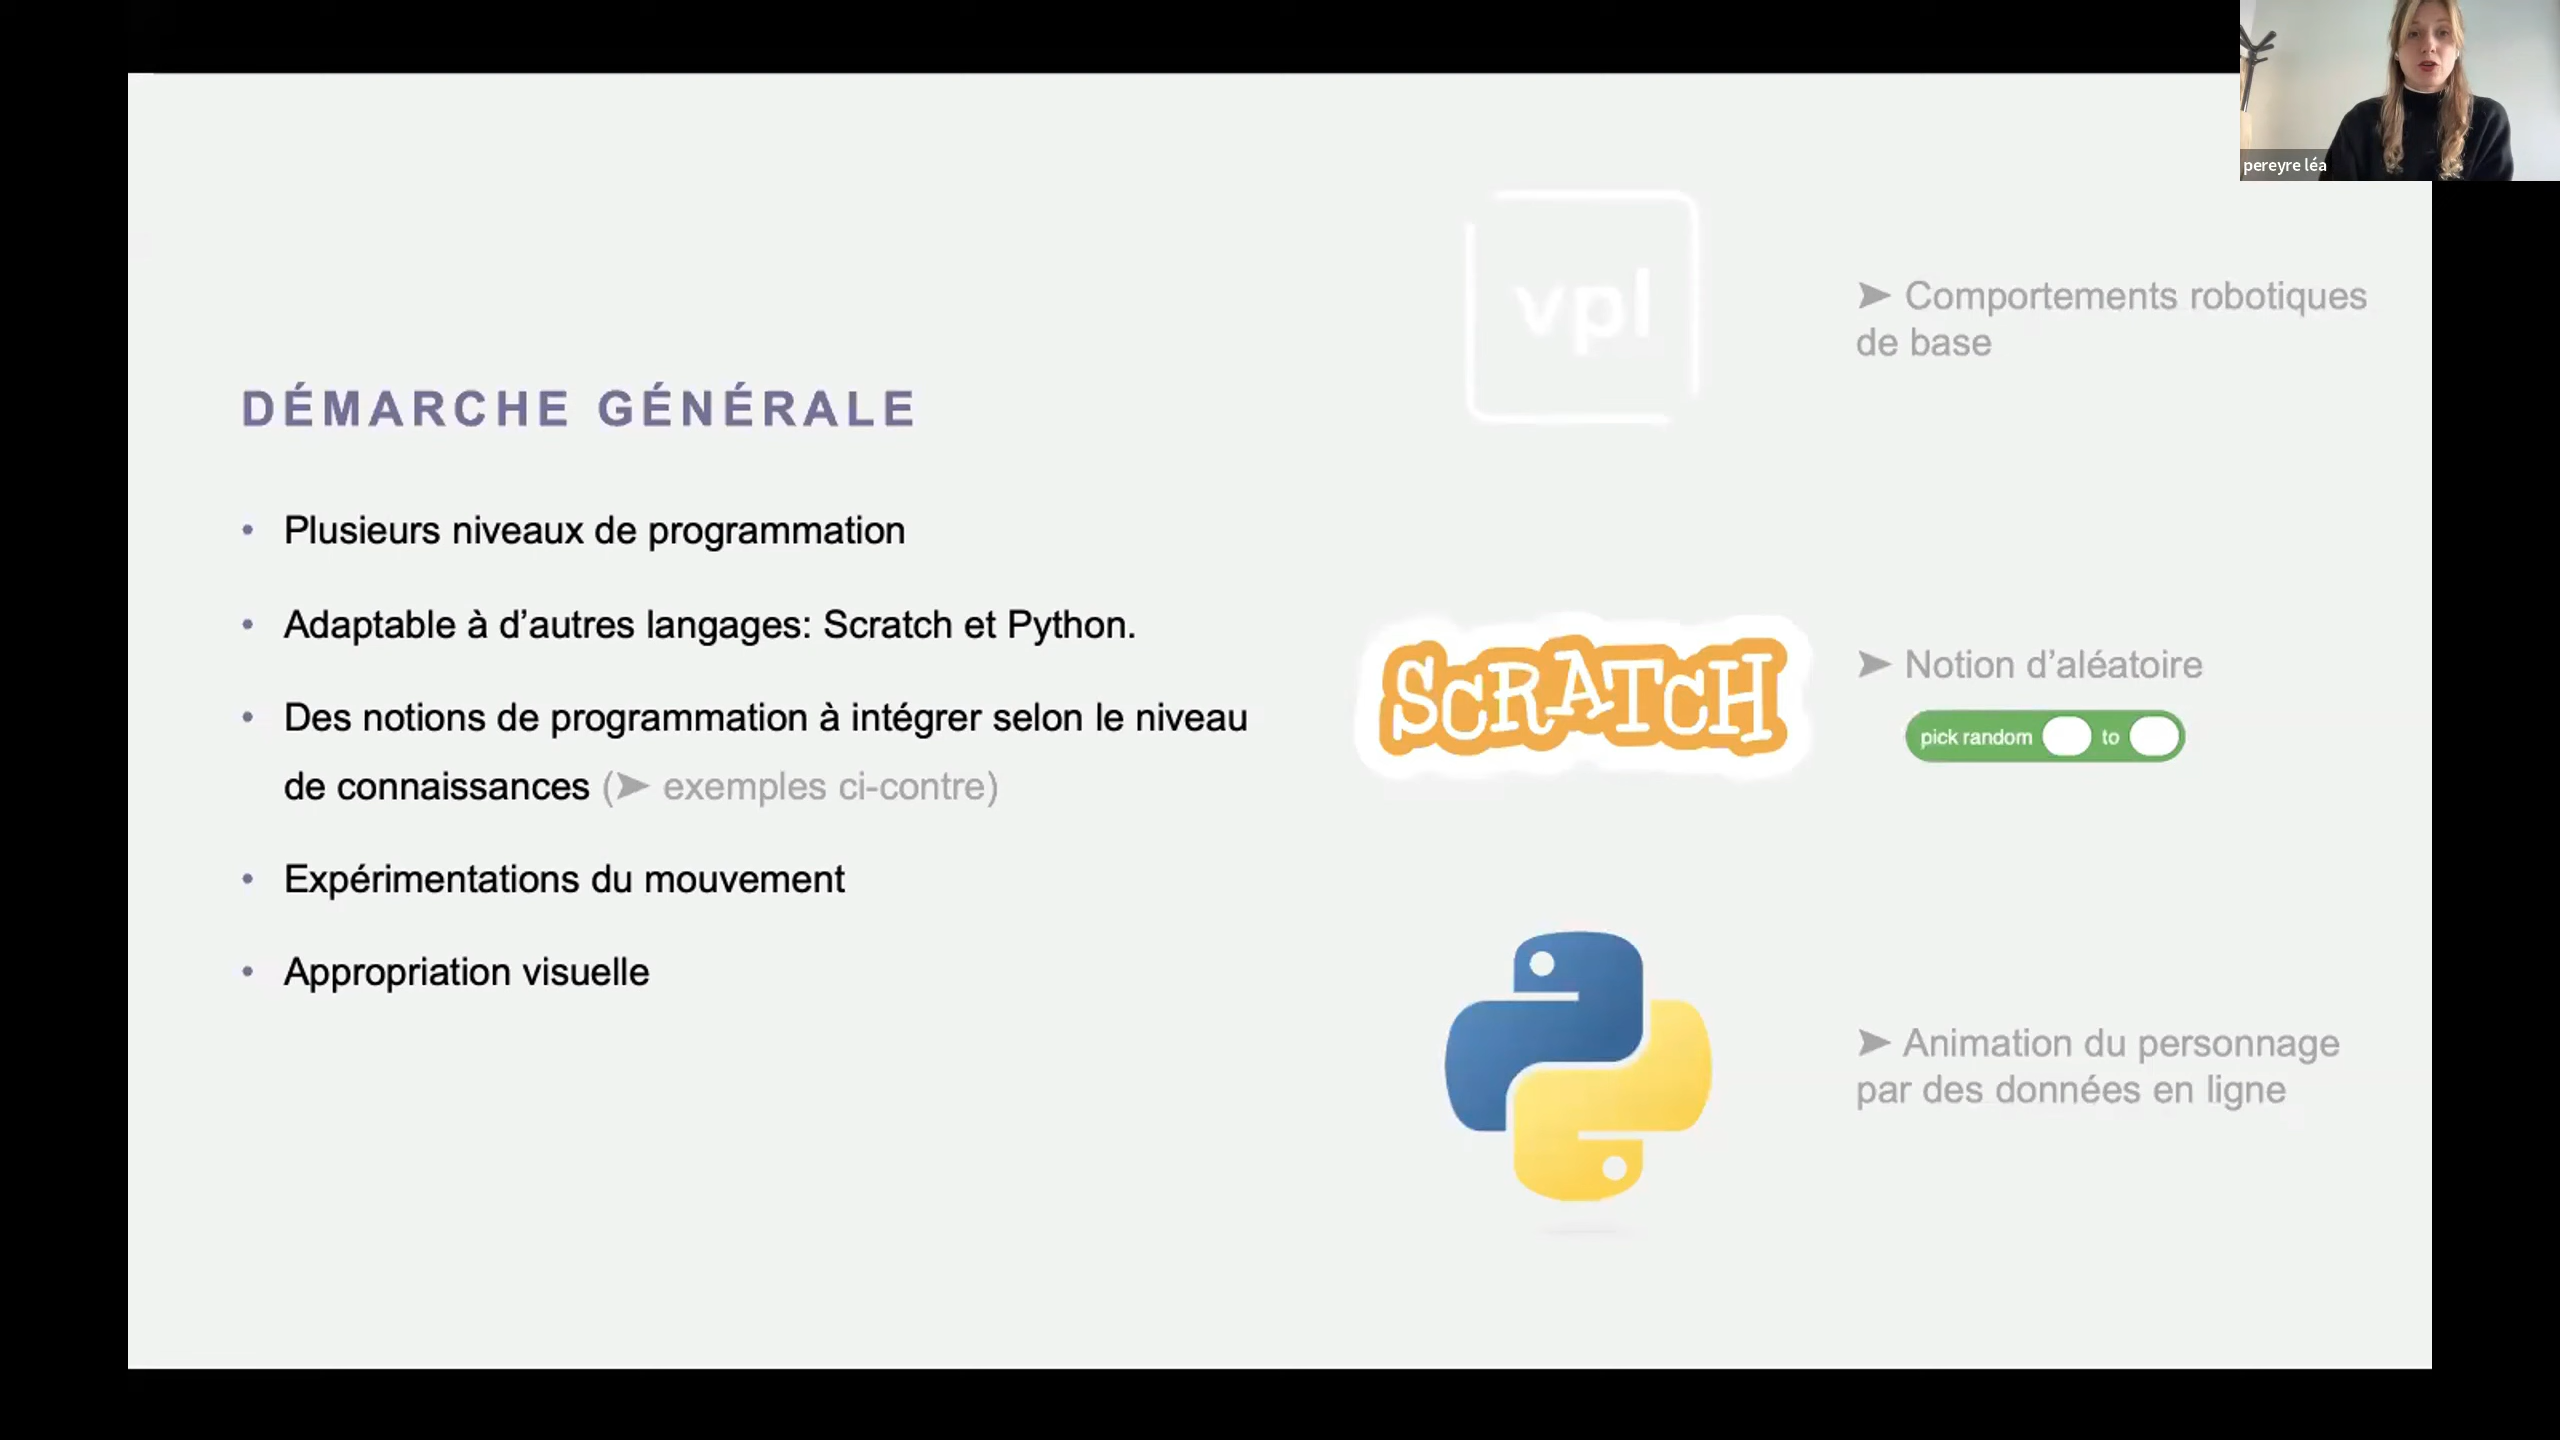 pereyre léa
DÉMARCHE GÉNÉRALE
• Plusieurs niveaux de programmation
• Adaptable à d’autres langages: Scratch et Python.
• Des notions de programmation à intégrer selon le niveau
de connaissances (➤ exemples ci-contre)
• Expérimentations du mouvement
• Appropriation visuelle
vpl
➤ Comportements robotiques
de base
SCRATCH
➤ Notion d’aléatoire
pick random to
➤ Animation du personnage
par des données en ligne